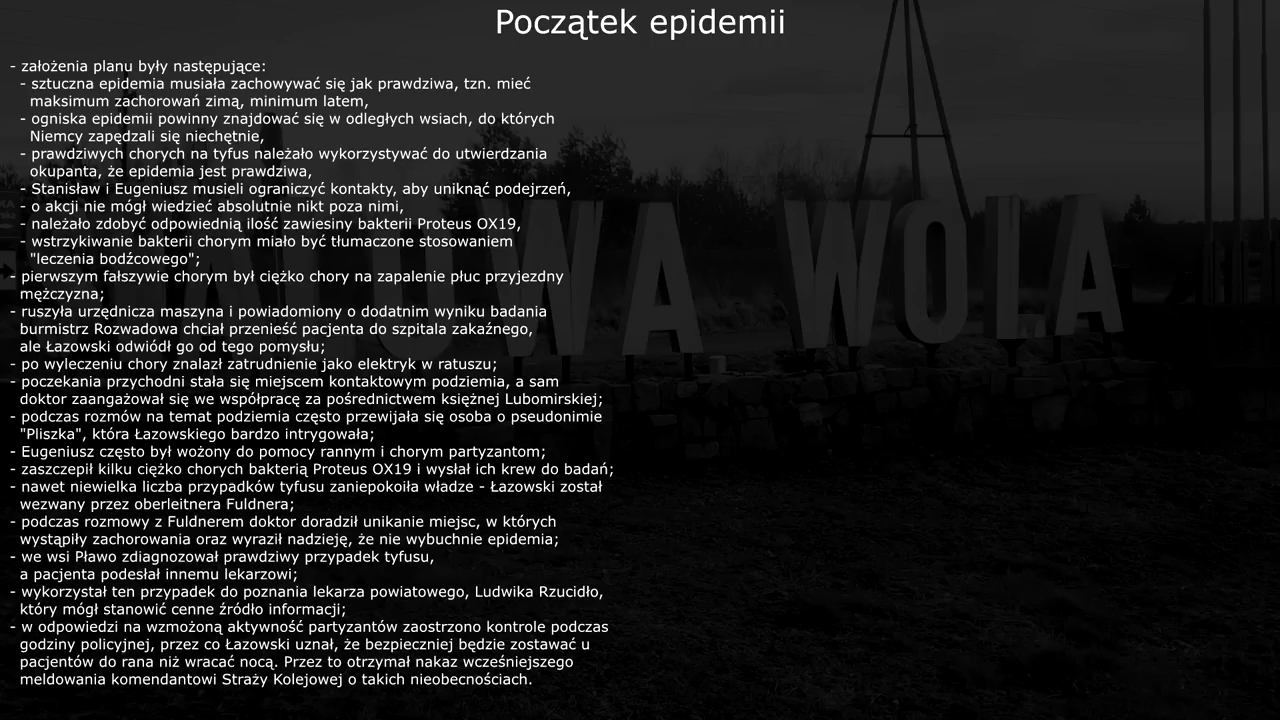 Początek epidemii
- założenia planu były następujące:
- sztuczna epidemia musiała zachowywać się jak prawdziwa, tzn. mieć
maksimum zachorowań zimą, minimum latem,
- ogniska epidemii powinny znajdować się w odległych wsiach, do których
Niemcy zapędzali się niechętnie,
- prawdziwych chorych na tyfus należało wykorzystywać do utwierdzania
okupanta, że epidemia jest prawdziwa,
- Stanisław i Eugeniusz musieli ograniczyć kontakty, aby uniknąć podejrzeń,
- o akcji nie mógł wiedzieć absolutnie nikt poza nimi,
- należało zdobyć odpowiednią ilość zawiesiny bakterii Proteus OX19,
- wstrzykiwanie bakterii chorym miało być tłumaczone stosowaniem
"leczenia bodźcowego";
- pierwszym fałszywie chorym był ciężko chory na zapalenie płuc przyjezdny
mężczyzna;
- ruszyła urzędnicza maszyna i powiadomiony o dodatnim wyniku badania
burmistrz Rozwadowa chciał przenieść pacjenta do szpitala zakaźnego,
ale Łazowski odwiódł go od tego pomysłu;
- po wyleczeniu chory znalazł zatrudnienie jako elektryk w ratuszu;
- poczekania przychodni stała się miejscem kontaktowym podziemia, a sam
doktor zaangażował się we współpracę za pośrednictwem księżnej Lubomirskiej;
- podczas rozmów na temat podziemia często przewijała się osoba o pseudonimie
"Pliszka", która Łazowskiego bardzo intrygowała;
- Eugeniusz często był wożony do pomocy rannym i chorym partyzantom;
- zaszczepił kilku ciężko chorych bakterią Proteus OX19 i wysłał ich krew do badań;
- nawet niewielka liczba przypadków tyfusu zaniepokoiła władze - Łazowski został
wezwany przez oberleitnera Fuldnera;
- podczas rozmowy z Fuldnerem doktor doradził unikanie miejsc, w których
wystąpiły zachorowania oraz wyraził nadzieję, że nie wybuchnie epidemia;
- we wsi Pławo zdiagnozował prawdziwy przypadek tyfusu,
a pacjenta podesłał innemu lekarzowi;
- wykorzystał ten przypadek do poznania lekarza powiatowego, Ludwika Rzucidło,
który mógł stanowić cenne źródło informacji;
- w odpowiedzi na wzmożoną aktywność partyzantów zaostrzono kontrole podczas
godziny policyjnej, przez co Łazowski uznał, że bezpieczniej będzie zostawać u
pacjentów do rana niż wracać nocą. Przez to otrzymał nakaz wcześniejszego
meldowania komendantowi Straży Kolejowej o takich nieobecnościach.
WA WOLA